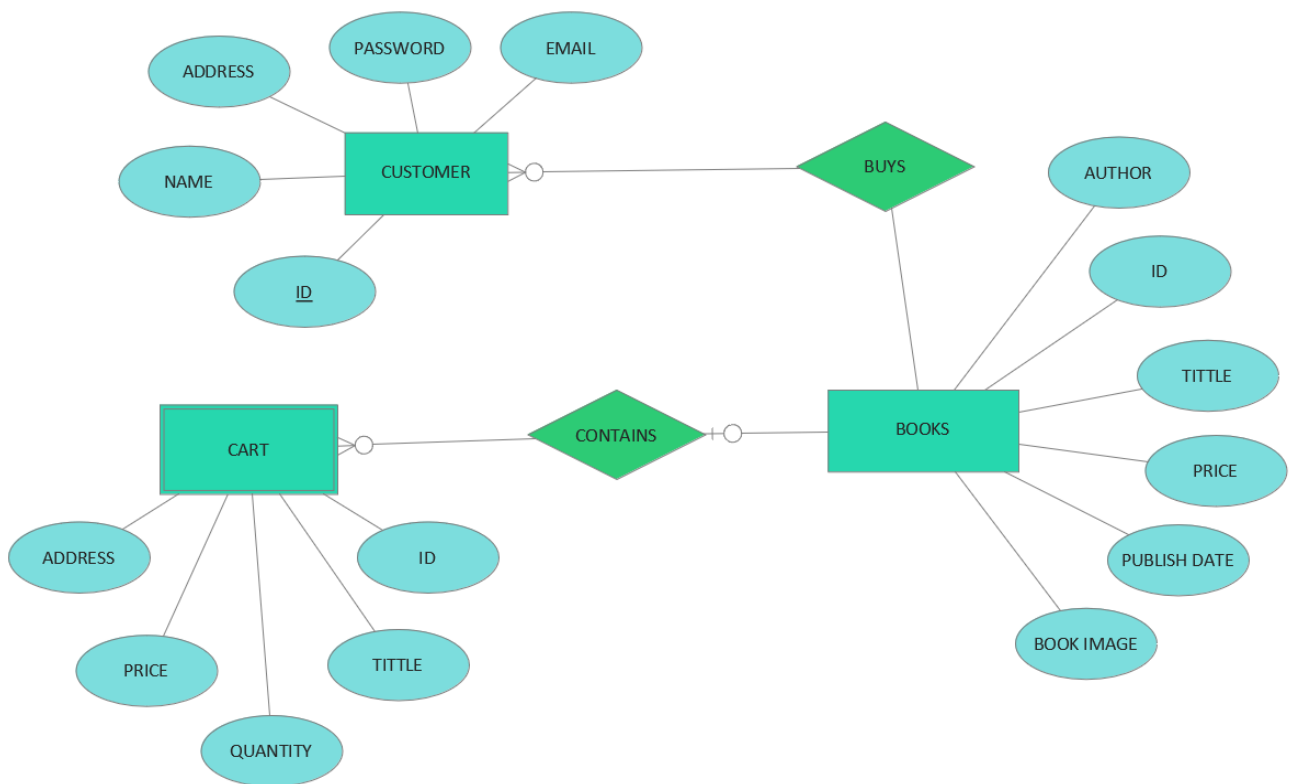 EMAIL
PASSWORD
ADDRESS
CUSTOMER
BUYS
AUTHOR
NAME
ID
ID
TITTLE
BOOKS
CONTAINS
CART
PRICE
ADDRESS
ID
PUBLISH DATE
BOOK IMAGE
TITTLE
PRICE
QUANTITY